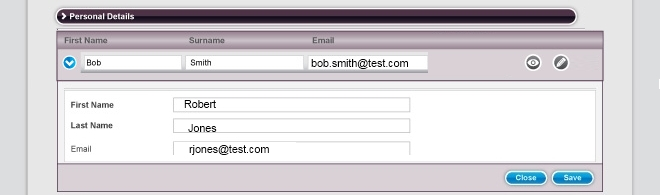 Personal Details
First Name Surname Email
Bob Smith bob.smith@test.com
First Name Robert
Last Name Jones
Email rjones@test.com
Close Save